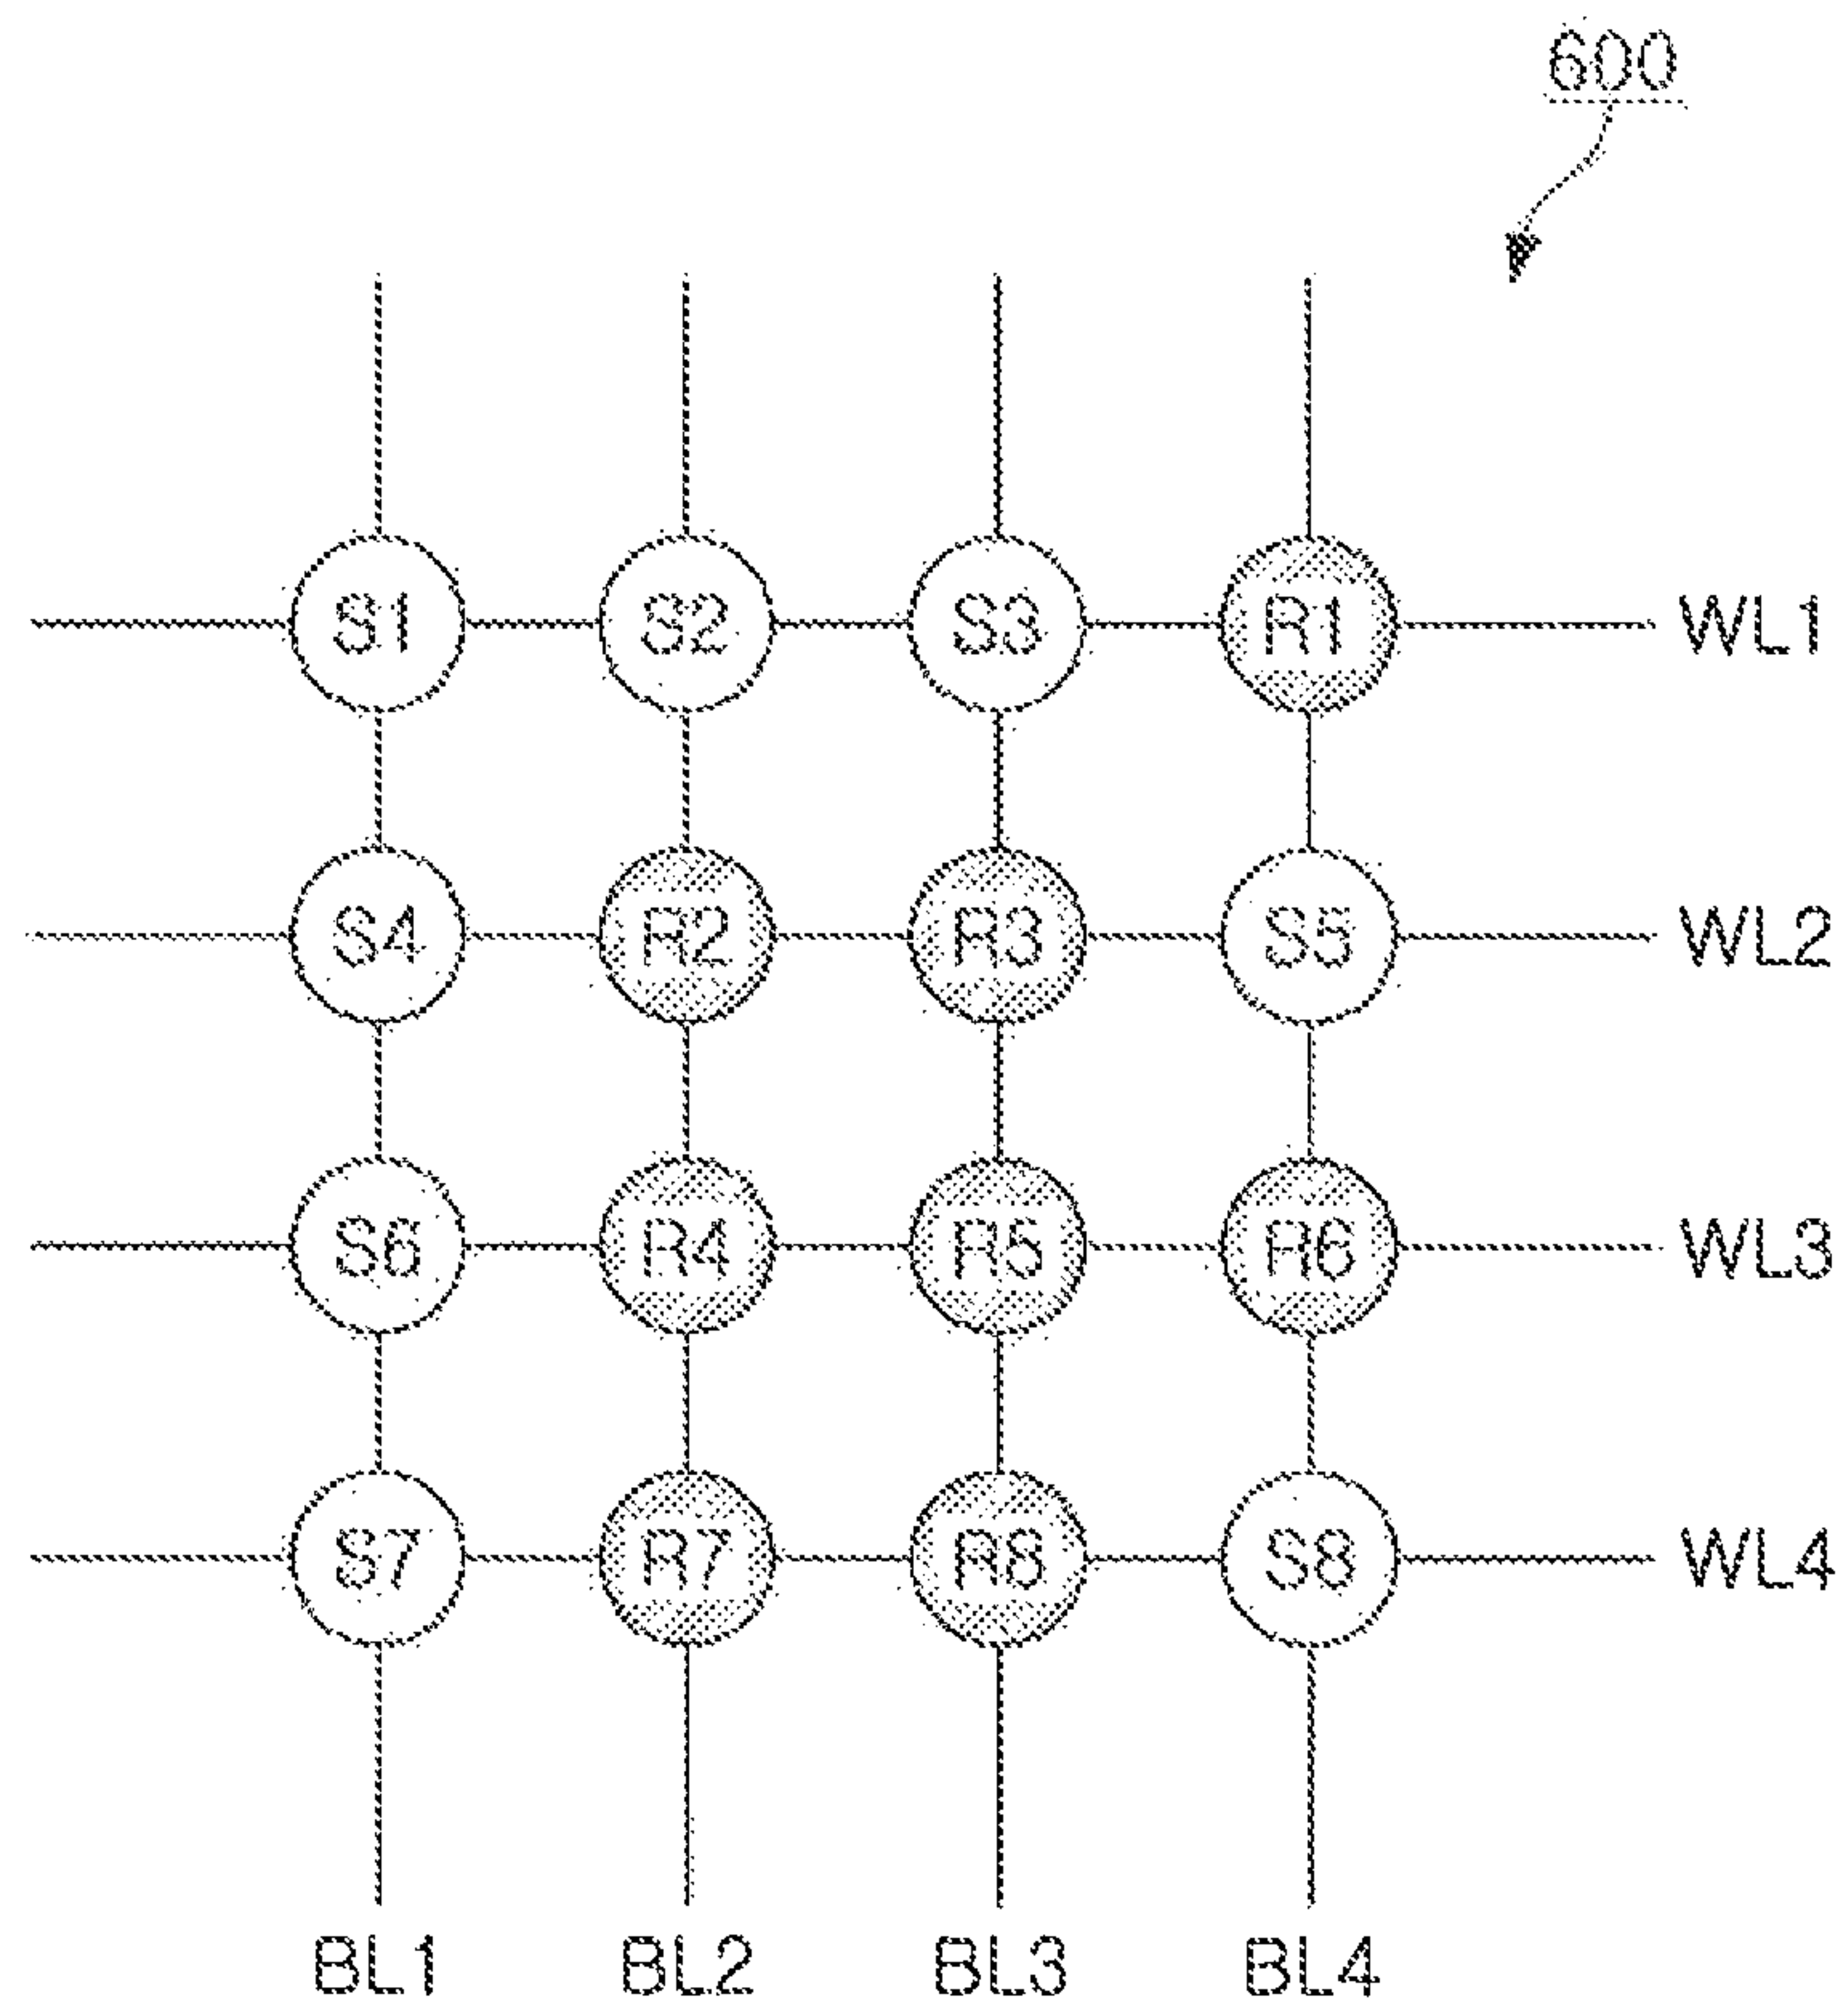 600
S1 S2 S3 R1 WL1
S4 R2 R3 S5 WL2
S6 R4 R5 R6 WL3
S7 R7 R8 S8 WL4
BL1 BL2 BL3 BL4